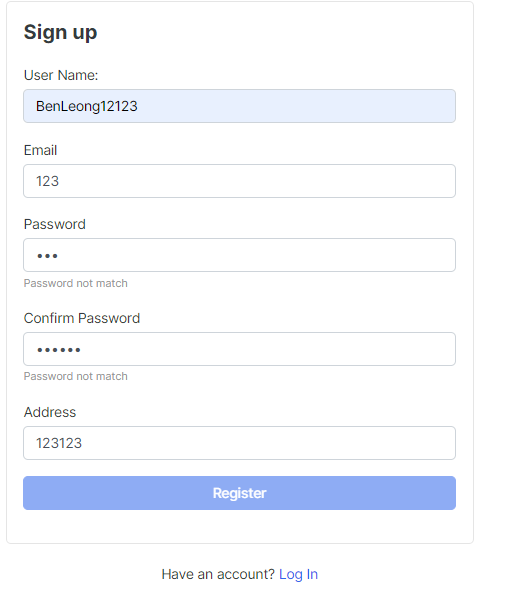 Sign up
User Name:
BenLeong12123
Email
123
Password
•••
Password not match
Confirm Password
••••••
Password not match
Address
123123
Register
Have an account? Log In